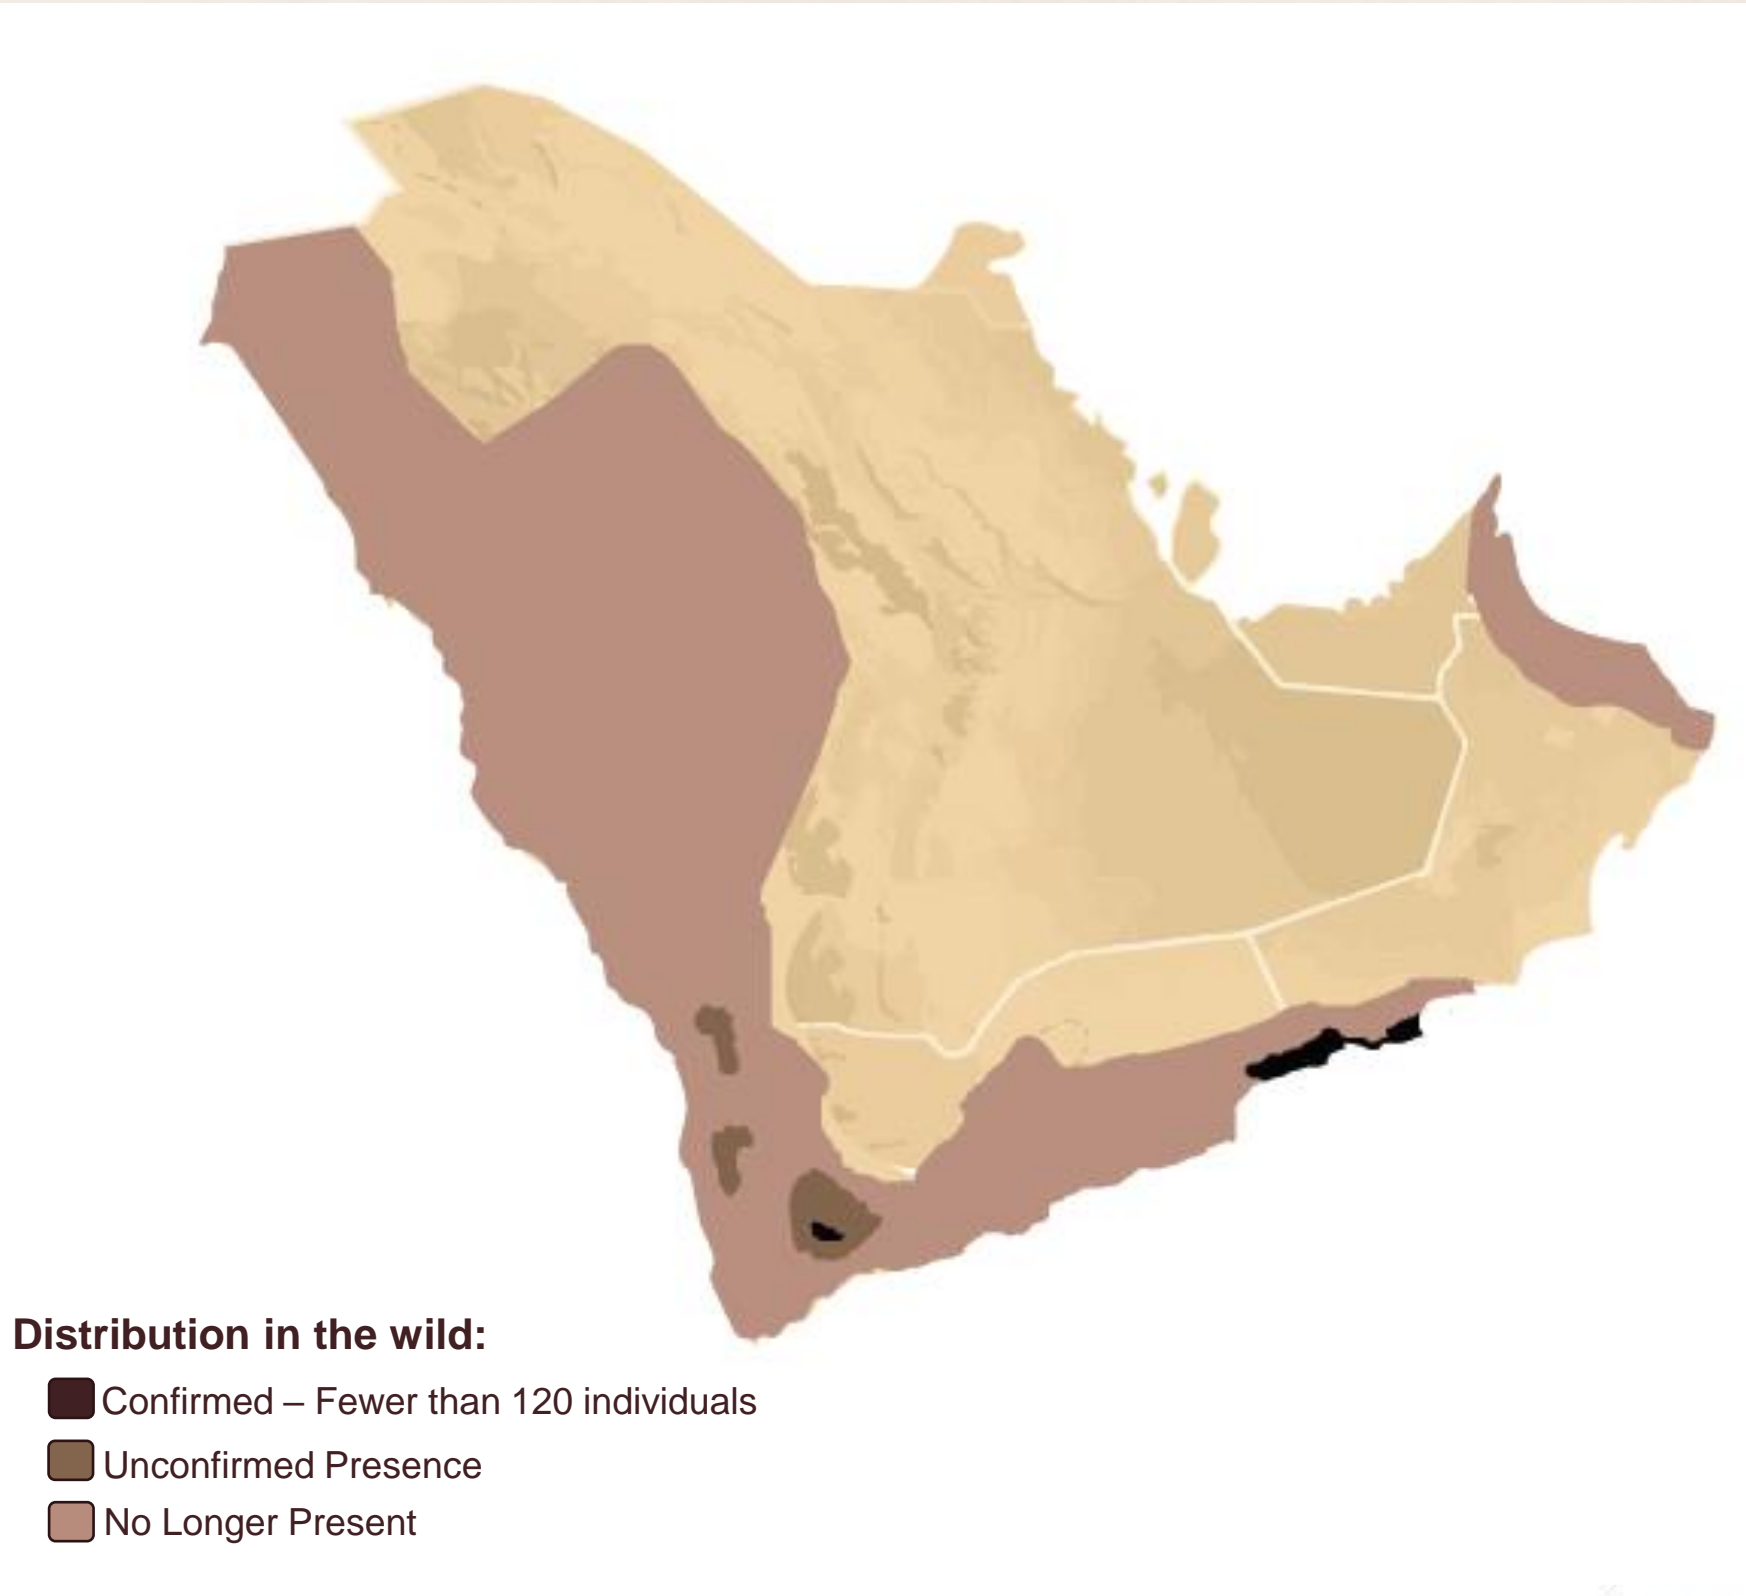 Distribution in the wild:
Confirmed – Fewer than 120 individuals
Unconfirmed Presence
No Longer Present